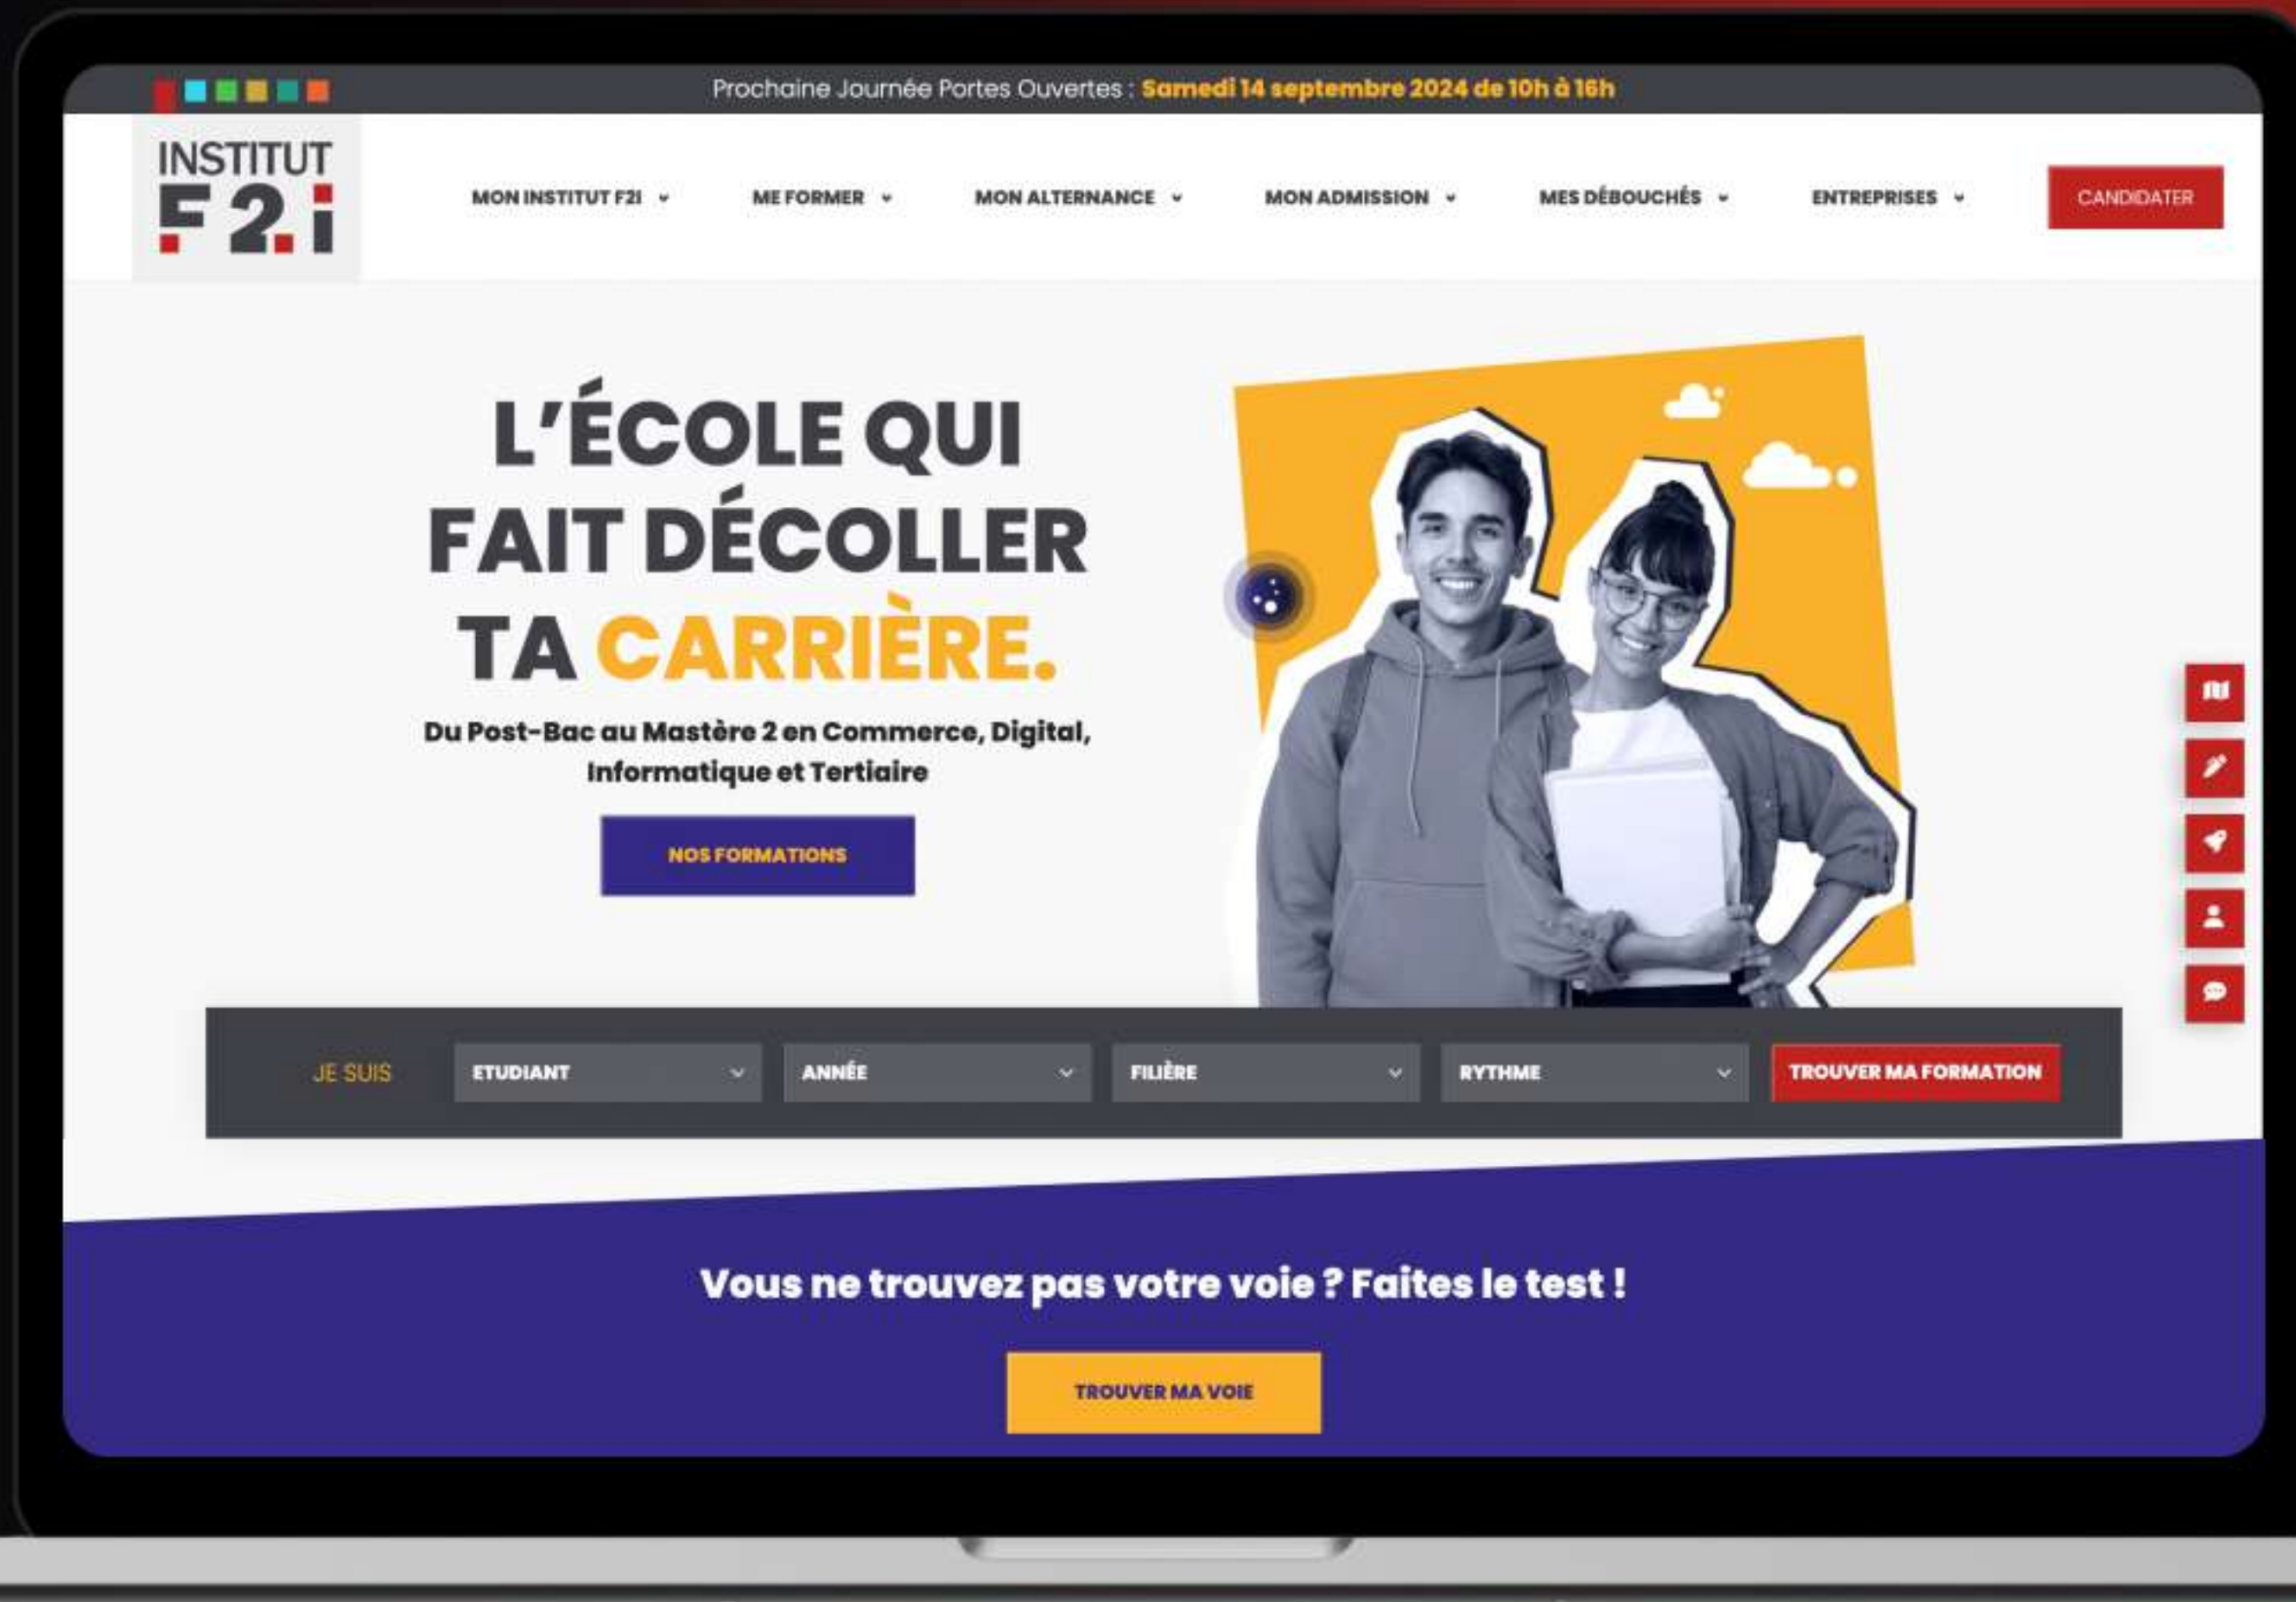 Prochaine Journée Portes Ouvertes : Samedi 14 septembre 2024 de 10h à 16h
INSTITUT
F2i
MON INSTITUT F2I
ME FORMER
MON ALTERNANCE
MON ADMISSION
MES DÉBOUCHÉS
ENTREPRISES
CANDIDATER
L'ÉCOLE QUI
FAIT DÉCOLLER
TA CARRIÈRE.
Du Post-Bac au Mastère 2 en Commerce, Digital,
Informatique et Tertiaire
NOS FORMATIONS
JE SUIS
ETUDIANT
ANNÉE
FILIÈRE
RYTHME
TROUVER MA FORMATION
Vous ne trouvez pas votre voie ? Faites le test !
TROUVER MA VOIE